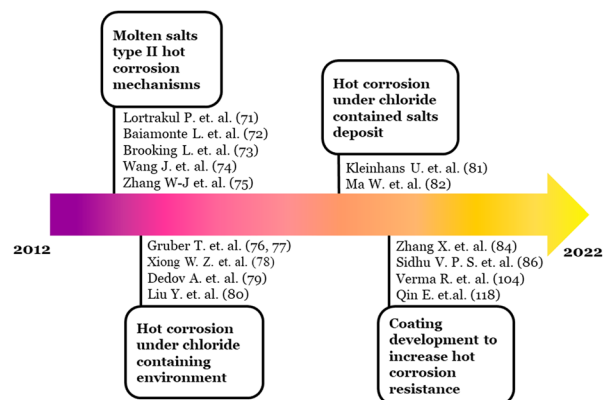 Molten salts
type II hot
corrosion
mechanisms
Lortrakul P. et. al. (71)
Baiamonte L. et. al. (72)
Brooking L. et. al. (73)
Wang J. et. al. (74)
Zhang W-J et. al. (75)
Hot corrosion
under chloride
contained salts
deposit
Kleinhans U. et. al. (81)
Ma W. et. al. (82)
2012
2022
Gruber T. et. al. (76, 77)
Xiong W. Z. et. al. (78)
Dedov A. et. al. (79)
Liu Y. et. al. (80)
Hot corrosion
under chloride
containing
environment
Zhang X. et. al. (84)
Sidhu V. P. S. et. al. (86)
Verma R. et. al. (104)
Qin E. et.al. (118)
Coating
development to
increase hot
corrosion
resistance